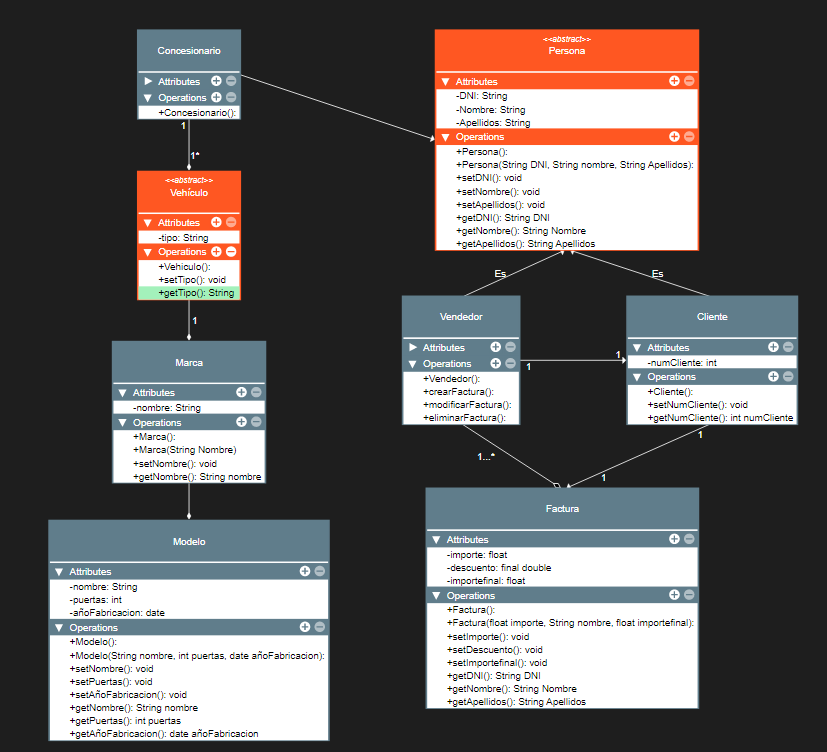 Concesionario
Attributes
Operations
+Concesionario():
1
1*
<<abstract>>
Vehículo
Attributes
-tipo: String
Operations
+Vehiculo():
+setTipo(): void
+getTipo(): String
1
Marca
Attributes
-nombre: String
Operations
+Marca():
+Marca(String Nombre)
+setNombre(): void
+getNombre(): String nombre
Modelo
Attributes
-nombre: String
-puertas: int
-añoFabricacion: date
Operations
+Modelo():
+Modelo(String nombre, int puertas, date añoFabricacion):
+setNombre(): void
+setPuertas(): void
+setAñoFabricacion(): void
+getNombre(): String nombre
+getPuertas(): int puertas
+getAñoFabricacion(): date añoFabricacion
<<abstract>>
Persona
Attributes
-DNI: String
-Nombre: String
-Apellidos: String
Operations
+Persona():
+Persona(String DNI, String nombre, String Apellidos):
+setDNI(): void
+setNombre(): void
+setApellidos(): void
+getDNI(): String DNI
+getNombre(): String Nombre
+getApellidos(): String Apellidos
Es
Es
Vendedor
Attributes
Operations
+Vendedor():
+crearFactura():
+modificarFactura():
+eliminarFactura():
1
1
Cliente
Attributes
-numCliente: int
Operations
+Cliente():
+setNumCliente(): void
+getNumCliente(): int numCliente
1...*
1
1
Factura
Attributes
-importe: float
-descuento: final double
-importefinal: float
Operations
+Factura():
+Factura(float importe, String nombre, float importefinal):
+setImporte(): void
+setDescuento(): void
+setImportefinal(): void
+getDNI(): String DNI
+getNombre(): String Nombre
+getApellidos(): String Apellidos